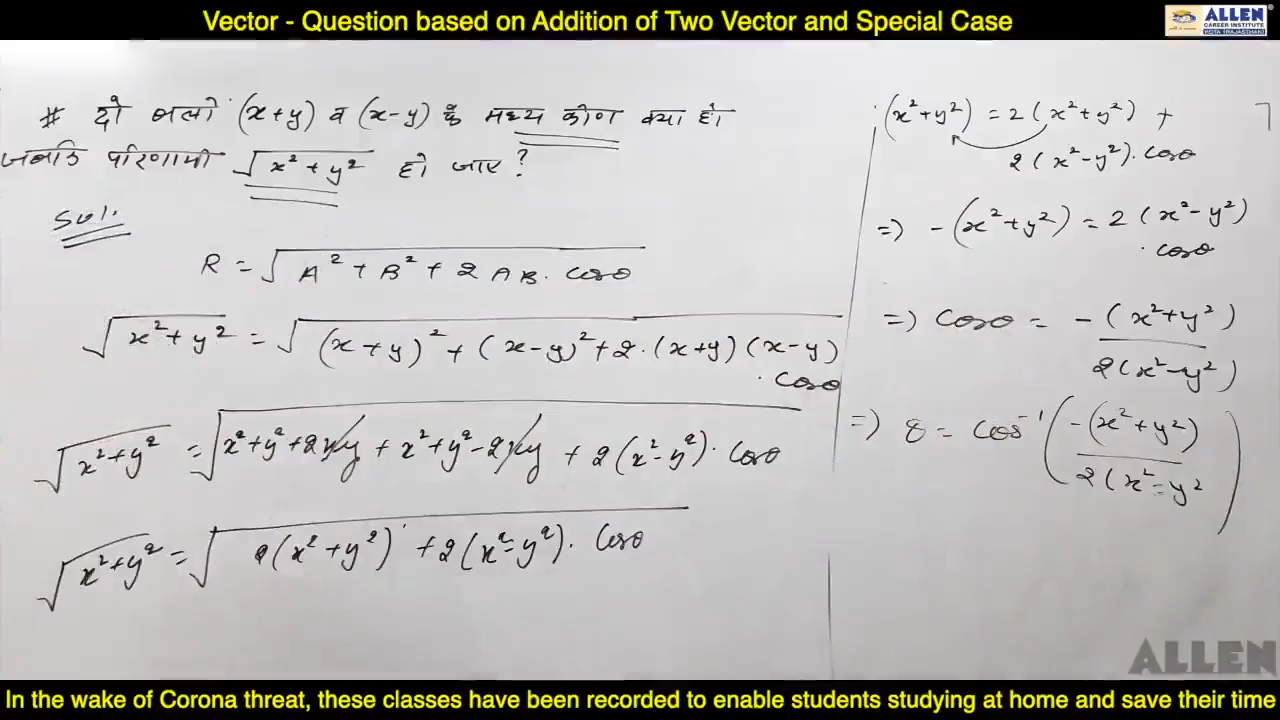 Vector - Question based on Addition of Two Vector and Special Case
ALLEN
CAREER INSTITUTE
KOTA (RAJASTHAN)
# दो बलो (x+y) व (x-y) के मध्य कोण क्या हो
जबकि परिणामी √(x² + y²) हो जाए ?
Sol.
R = √(A² + B² + 2AB. cosθ)
√(x² + y²) = √((x+y)² + (x-y)² + 2.(x+y)(x-y)
. cosθ)
√(x²+y²) = √(x²+y²+2xy + x²+y²-2xy + 2(x²-y²). cosθ)
√(x²+y²) = √(2(x²+y²) + 2(x²-y²). cosθ)
(x²+y²) = 2(x²+y²) +
2(x²-y²). cosθ
=> -(x²+y²) = 2(x²-y²)
. cosθ
=> cosθ = -(x²+y²) / 2(x²-y²)
=> θ = cos⁻¹(-(x²+y²) / 2(x²-y²)
ALLEN
In the wake of Corona threat, these classes have been recorded to enable students studying at home and save their time